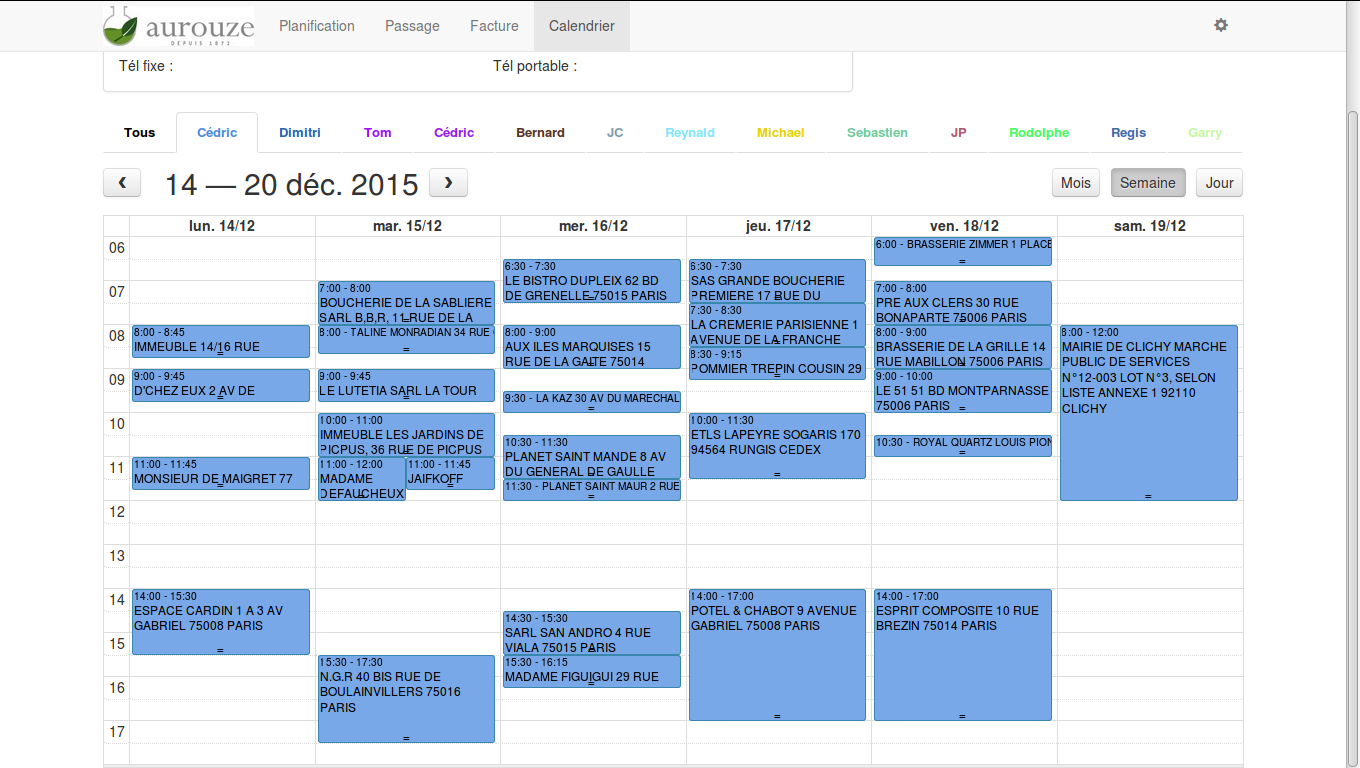 aurouze
DEPUIS 1873
Planification Passage Facture Calendrier
Tél fixe : Tél portable :
Tous Cédric Dimitri Tom Cédric Bernard JC Reynald Michael Sebastien JP Rodolphe Regis Garry
14 — 20 déc. 2015
Mois Semaine Jour
lun. 14/12 mar. 15/12 mer. 16/12 jeu. 17/12 ven. 18/12 sam. 19/12
06
07
08
09
10
11
12
13
14
15
16
17
8:00 - 8:45
IMMEUBLE 14/16 RUE
9:00 - 9:45
D'CHEZ EUX 2 AV DE
11:00 - 11:45
MONSIEUR DE MAIGRET 77
14:00 - 15:30
ESPACE CARDIN 1 A 3 AV
GABRIEL 75008 PARIS
7:00 - 8:00
BOUCHERIE DE LA SABLIERE
SARL B,B,R, 11 RUE DE LA
8:00 - TALINE MONRADIAN 34 RUE
9:00 - 9:45
LE LUTETIA SARL LA TOUR
10:00 - 11:00
IMMEUBLE LES JARDINS DE
PICPUS, 36 RUE DE PICPUS
11:00 - 12:00
MADAME
DEFAUCHEUX
11:00 - 11:45
JAIFKOFF
15:30 - 17:30
N.G.R 40 BIS RUE DE
BOULAINVILLERS 75016
PARIS
6:30 - 7:30
LE BISTRO DUPLEIX 62 BD
DE GRENELLE 75015 PARIS
8:00 - 9:00
AUX ILES MARQUISES 15
RUE DE LA GAITE 75014
9:30 - LA KAZ 30 AV DU MARECHAL
10:30 - 11:30
PLANET SAINT MANDE 8 AV
DU GENERAL DE GAULLE
11:30 - PLANET SAINT MAUR 2 RUE
14:30 - 15:30
SARL SAN ANDRO 4 RUE
VIALA 75015 PARIS
15:30 - 16:15
MADAME FIGUIGUI 29 RUE
6:30 - 7:30
SAS GRANDE BOUCHERIE
PREMIERE 17 RUE DU
7:30 - 8:30
LA CREMERIE PARISIENNE 1
AVENUE DE LA FRANCHE
8:30 - 9:15
POMMIER TREPIN COUSIN 29
10:00 - 11:30
ETLS LAPEYRE SOGARIS 170
94564 RUNGIS CEDEX
14:00 - 17:00
POTEL & CHABOT 9 AVENUE
GABRIEL 75008 PARIS
6:00 - BRASSERIE ZIMMER 1 PLACE
7:00 - 8:00
PRE AUX CLERS 30 RUE
BONAPARTE 75006 PARIS
8:00 - 9:00
BRASSERIE DE LA GRILLE 14
RUE MABILLON 75006 PARIS
9:00 - 10:00
LE 51 51 BD MONTPARNASSE
75006 PARIS
10:30 - ROYAL QUARTZ LOUIS PION
14:00 - 17:00
ESPRIT COMPOSITE 10 RUE
BREZIN 75014 PARIS
8:00 - 12:00
MAIRIE DE CLICHY MARCHE
PUBLIC DE SERVICES
N°12-003 LOT N°3, SELON
LISTE ANNEXE 1 92110
CLICHY